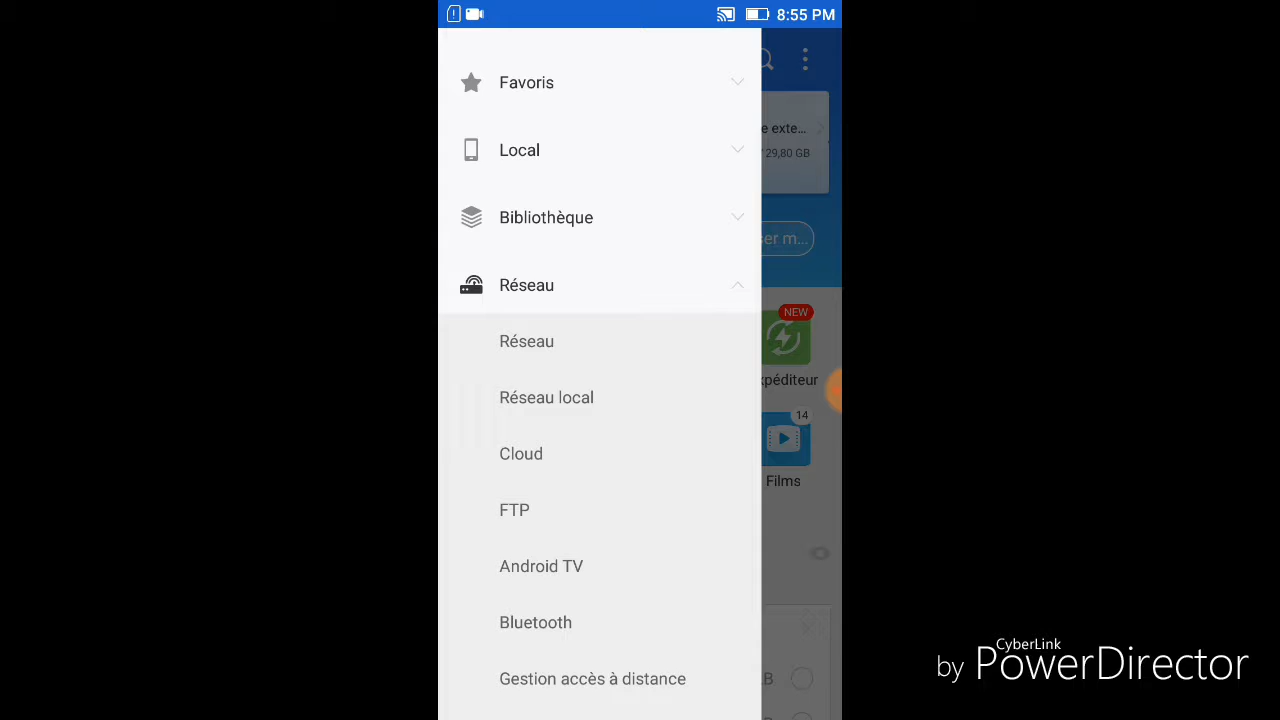 8:55 PM
Favoris
Local
Bibliothèque
Réseau
Réseau
Réseau local
Cloud
FTP
Android TV
Bluetooth
Gestion accès à distance
e exte...
29,80 GB
ser m...
NEW
xpéditeur
14
Films
B
CyberLink
by PowerDirector